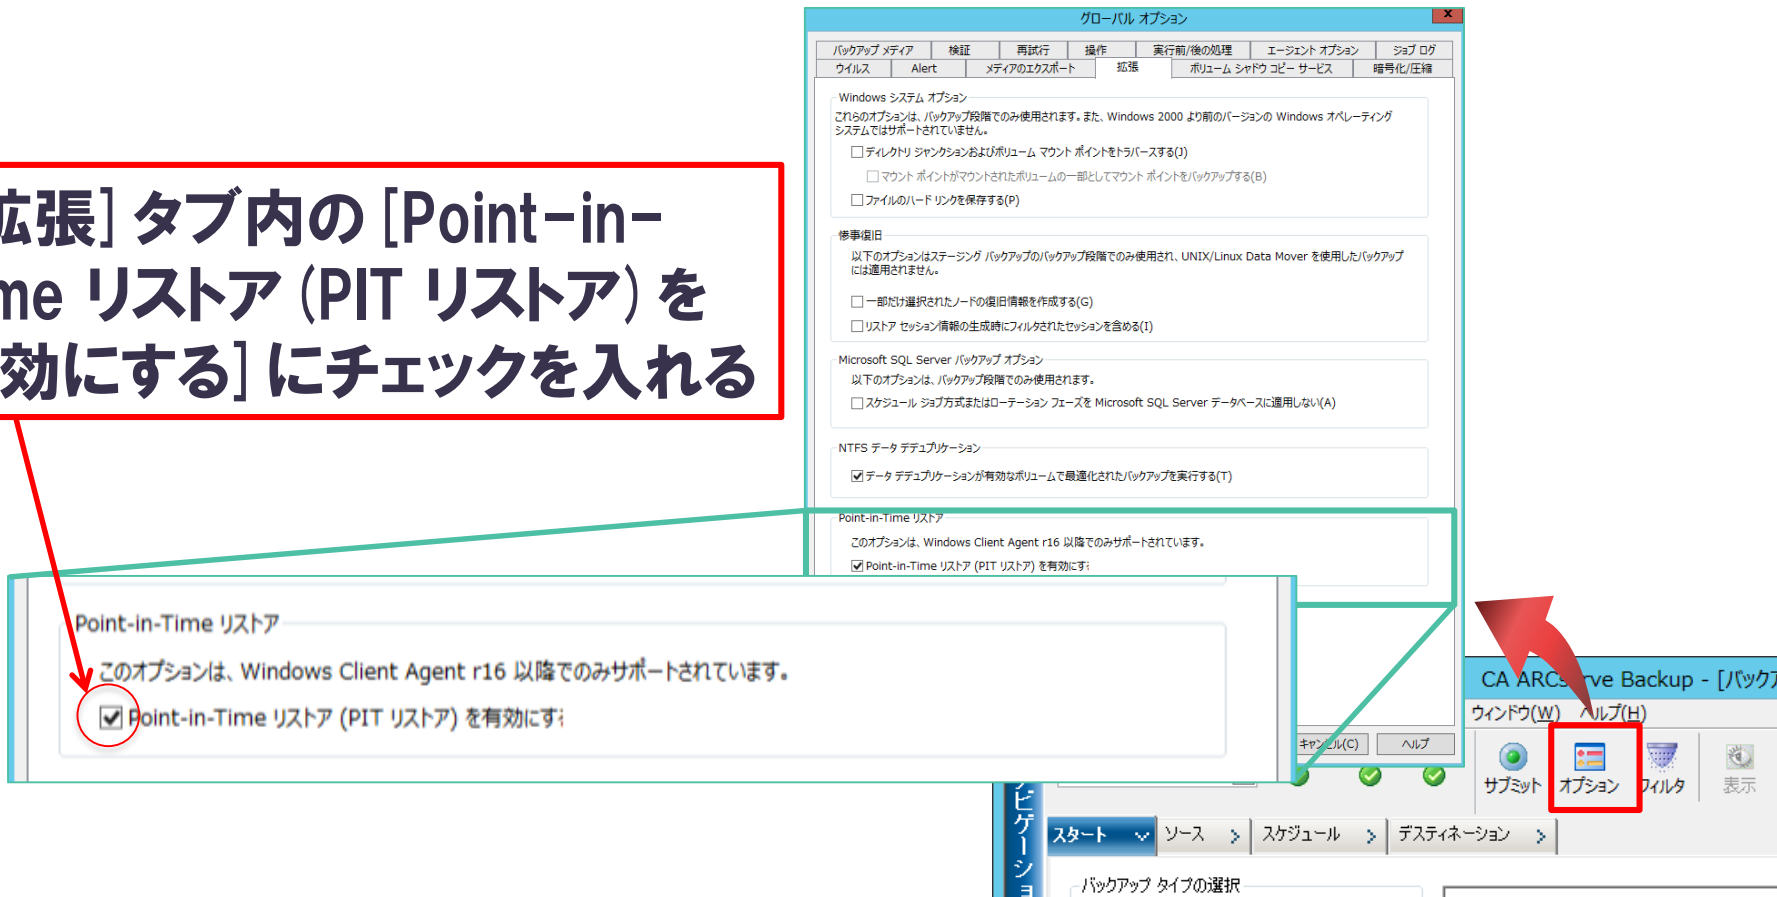 グローバル オプション
x
バックアップ メディア 検証 再試行 操作 実行前/後の処理 エージェント オプション ジョブ ログ
ウイルス Alert メディアのエクスポート 拡張 ボリューム シャドウ コピー サービス 暗号化/圧縮
Windows システム オプション
これらのオプションは、バックアップ段階でのみ使用されます。また、Windows 2000 より前のバージョンの Windows オペレーティング
システムではサポートされていません。
ディレクトリ ジャンクションおよびボリューム マウント ポイントをトラバースする(J)
マウント ポイントがマウントされたボリュームの一部としてマウント ポイントをバックアップする(B)
ファイルのハード リンクを保存する(P)
惨事復旧
以下のオプションはステージング バックアップのバックアップ段階でのみ使用され、UNIX/Linux Data Mover を使用したバックアップ
には適用されません。
一部だけ選択されたノードの復旧情報を作成する(G)
リストア セッション情報の生成時にフィルタされたセッションを含める(I)
Microsoft SQL Server バックアップ オプション
以下のオプションは、バックアップ段階でのみ使用されます。
スケジュール ジョブ方式またはローテーション フェーズを Microsoft SQL Server データベースに適用しない(A)
NTFS データ デデュプリケーション
データ デデュプリケーションが有効なボリュームで最適化されたバックアップを実行する(T)
Point-in-Time リストア
このオプションは、Windows Client Agent r16 以降でのみサポートされています。
Point-in-Time リストア (PIT リストア) を有効にす
キャンセル(C) ヘルプ
拡張] タブ内の [Point-in-
me リストア (PIT リストア) を
効にする] にチェックを入れる
Point-in-Time リストア
このオプションは、Windows Client Agent r16 以降でのみサポートされています。
Point-in-Time リストア (PIT リストア) を有効にす
CA ARCserve Backup - [バックア
ウィンドウ(W) ヘルプ(H)
サブミット オプション フィルタ 表示
ビゲーショ
スタート ソース スケジュール デスティネーション
バックアップ タイプの選択